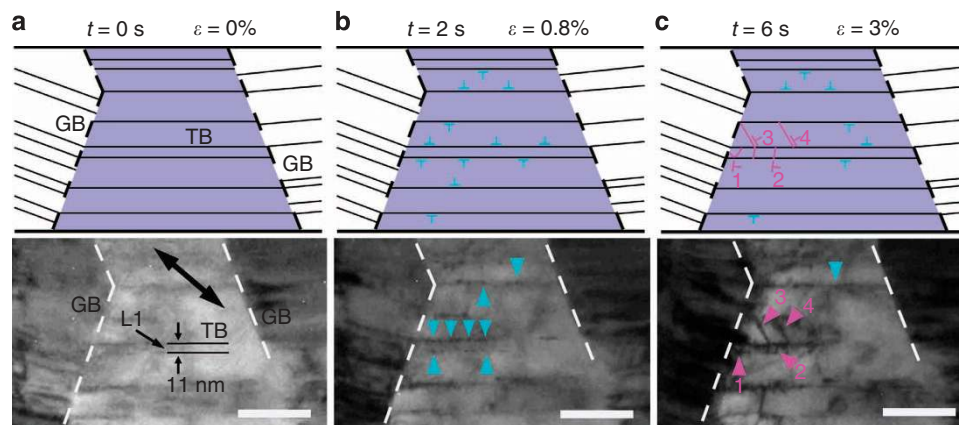 a t = 0 s ε = 0% b t = 2 s ε = 0.8% c t = 6 s ε = 3%
GB TB GB
3 4
1 2
GB L1 TB GB
11 nm
3 4
1 2